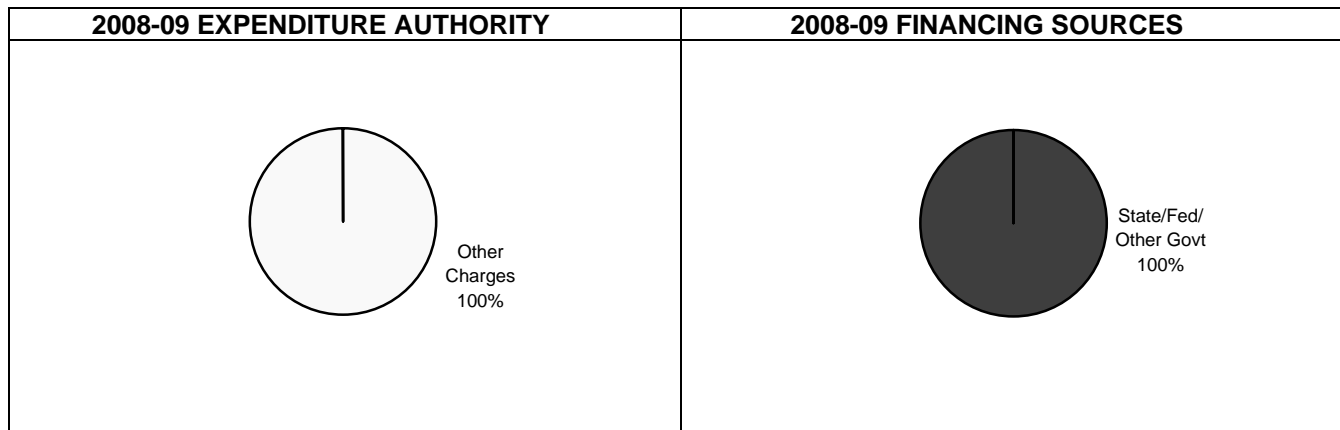 2008-09 EXPENDITURE AUTHORITY
2008-09 FINANCING SOURCES
Other
Charges
100%
State/Fed/
Other Govt
100%